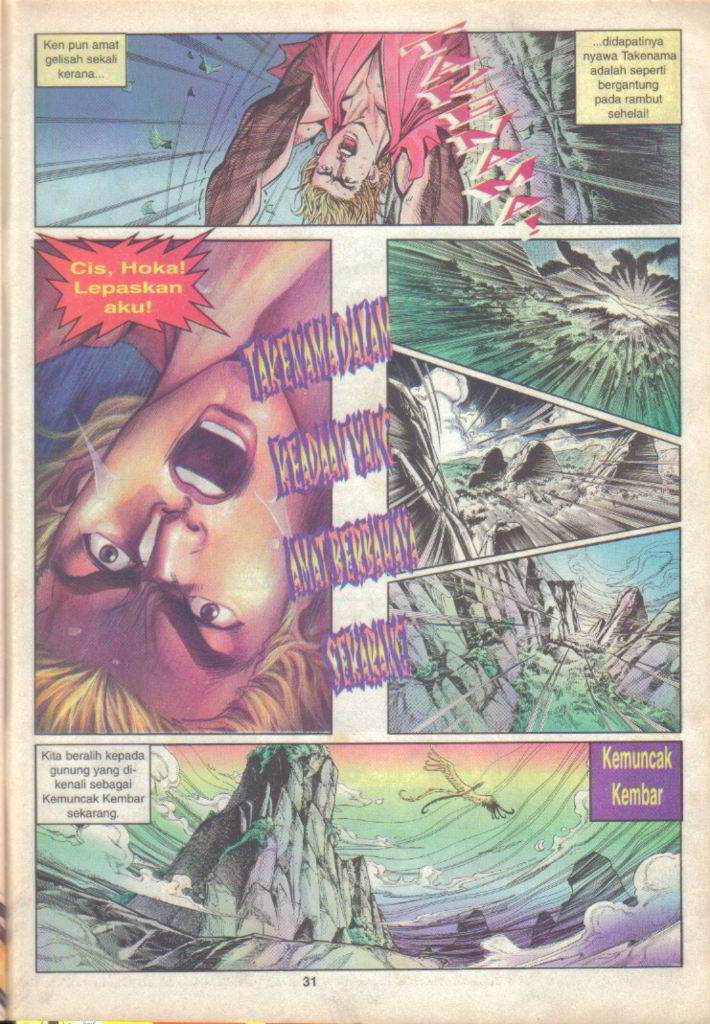 Ken pun amat
gelisah sekali
kerana...
...didapatinya
nyawa Takenama
adalah seperti
bergantung
pada rambut
sehelai!
Cis, Hoka!
Lepaskan
aku!
TAKENAMA DALAM
KEADAAN YANG
AMAT BERBAHAYA
SEKARANG!
Kita beralih kepada
gunung yang di-
kenali sebagai
Kemuncak Kembar
sekarang.
Kemuncak
Kembar
31